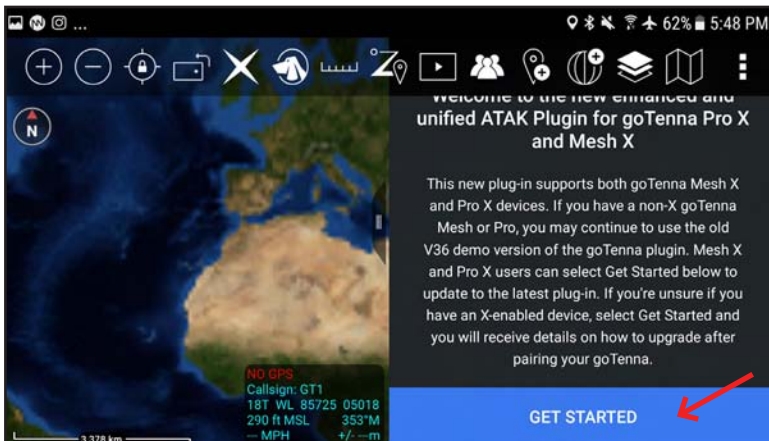 ... 62% 5:48 PM
N
Welcome to the new enhanced and
unified ATAK Plugin for goTenna Pro X
and Mesh X
This new plug-in supports both goTenna Mesh X
and Pro X devices. If you have a non-X goTenna
Mesh or Pro, you may continue to use the old
V36 demo version of the goTenna plugin. Mesh X
and Pro X users can select Get Started below to
update to the latest plug-in. If you're unsure if you
have an X-enabled device, select Get Started and
you will receive details on how to upgrade after
pairing your goTenna.
GET STARTED
NO GPS
Callsign: GT1
18T WL 85725 05018
290 ft MSL 353°M
--- MPH +/- ---m
3,378 km